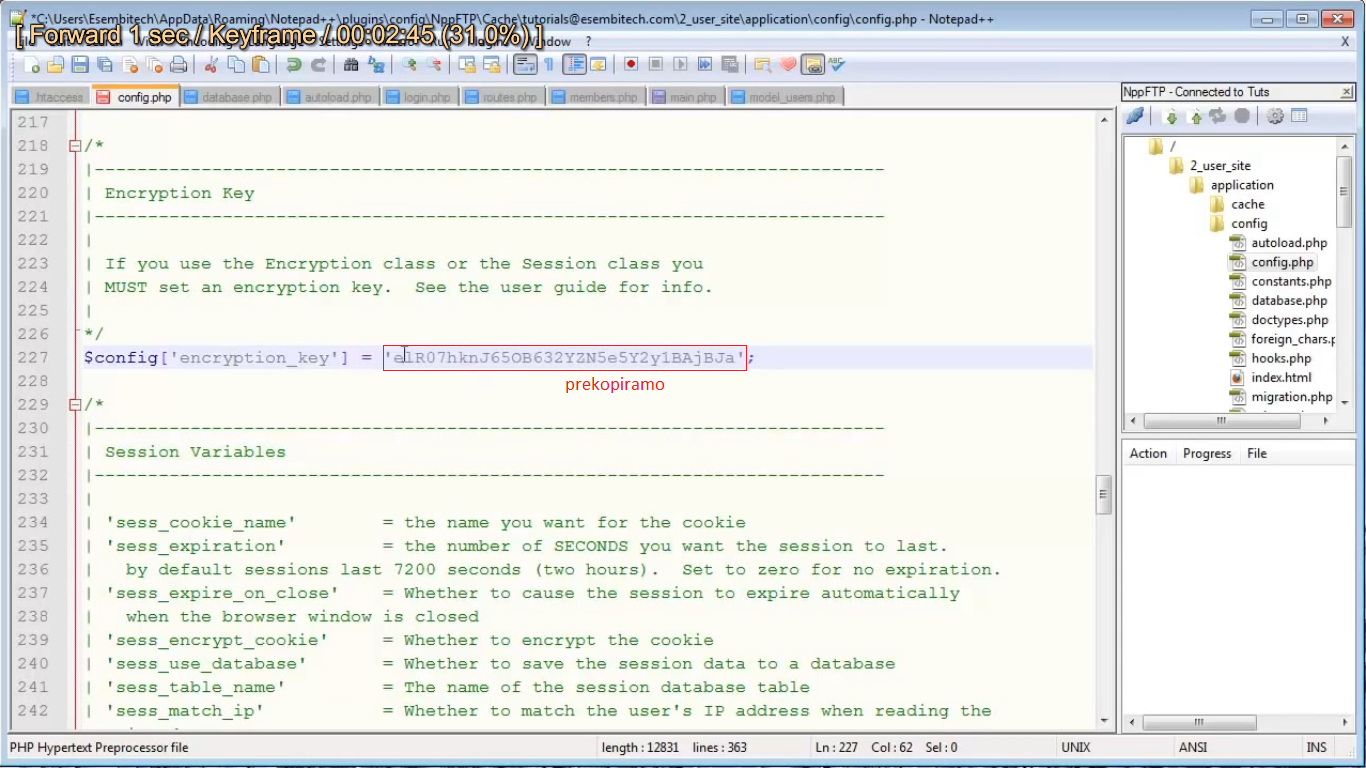 *C:\Users\Esembitech\AppData\Roaming\Notepad++\plugins\config\NppFTP\Cache\tutorials@esembitech.com\2_user_site\application\config\config.php - Notepad++
[ Forward 1 sec / Keyframe / 00:02:45 (31.0%) ]
Window ? X
.htaccess config.php database.php autoload.php login.php routes.php members.php main.php model_users.php
217
218 /*
219 |-----------------------------------------------------------------------
220 | Encryption Key
221 |-----------------------------------------------------------------------
222 |
223 | If you use the Encryption class or the Session class you
224 | MUST set an encryption key.  See the user guide for info.
225 |
226 */
227 $config['encryption_key'] = 'elR07hknJ65OB632YZN5e5Y2y1BAjBJa';
prekopiramo
228
229 /*
230 |-----------------------------------------------------------------------
231 | Session Variables
232 |-----------------------------------------------------------------------
233 |
234 | 'sess_cookie_name' = the name you want for the cookie
235 | 'sess_expiration' = the number of SECONDS you want the session to last.
236 | by default sessions last 7200 seconds (two hours).  Set to zero for no expiration.
237 | 'sess_expire_on_close' = Whether to cause the session to expire automatically
238 | when the browser window is closed
239 | 'sess_encrypt_cookie' = Whether to encrypt the cookie
240 | 'sess_use_database' = Whether to save the session data to a database
241 | 'sess_table_name' = The name of the session database table
242 | 'sess_match_ip' = Whether to match the user's IP address when reading the
NppFTP - Connected to Tuts
/
2_user_site
application
cache
config
autoload.php
config.php
constants.php
database.php
doctypes.php
foreign_chars.p
hooks.php
index.html
migration.php
Action Progress File
PHP Hypertext Preprocessor file length : 12831 lines : 363 Ln : 227 Col : 62 Sel : 0 UNIX ANSI INS